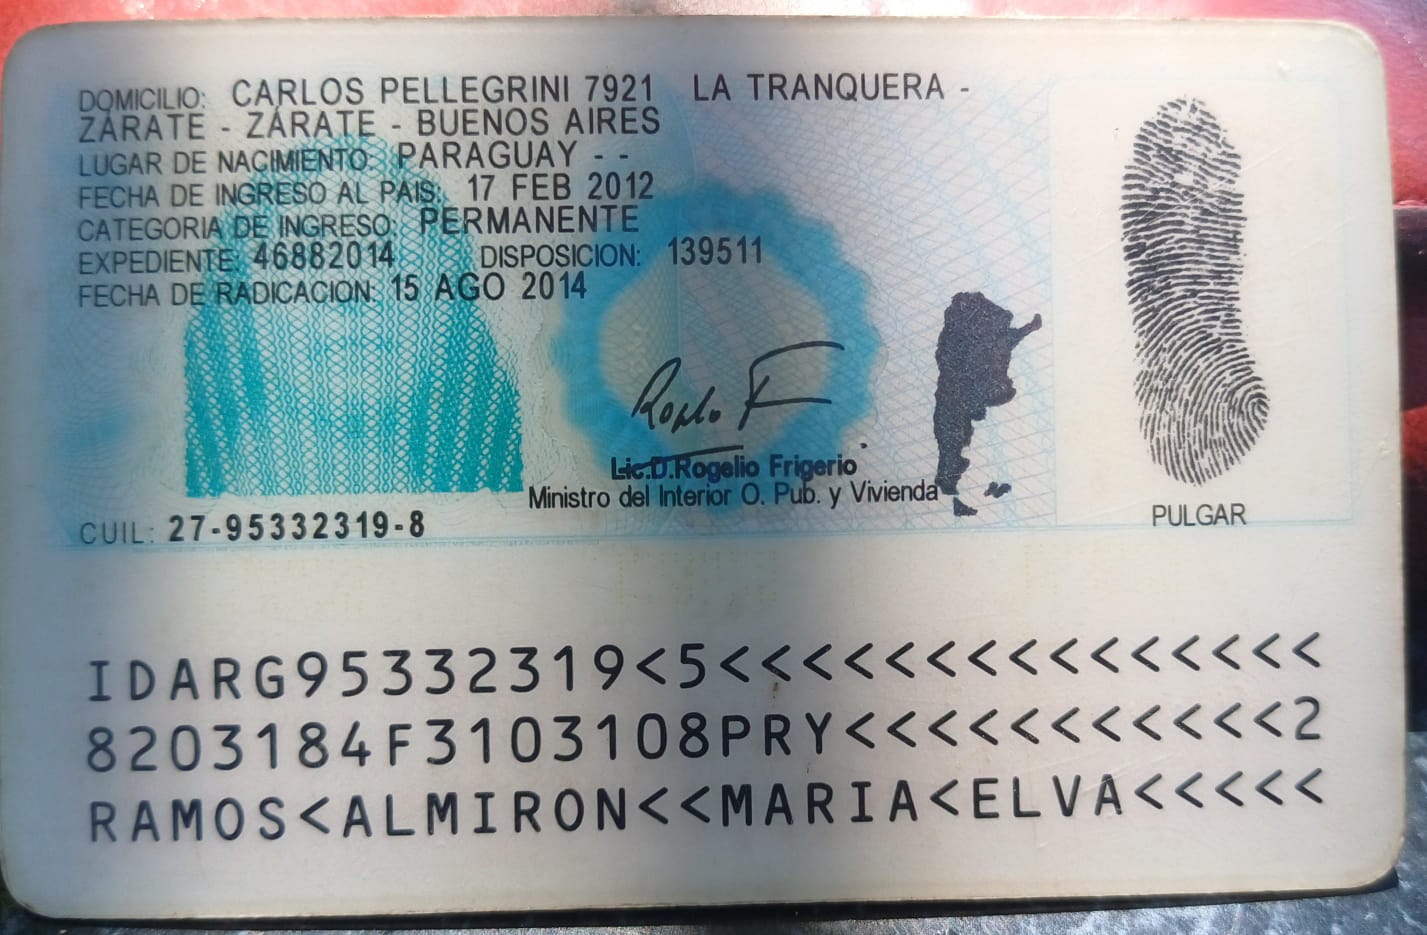 DOMICILIO: CARLOS PELLEGRINI 7921 LA TRANQUERA -
ZÁRATE - ZÁRATE - BUENOS AIRES
LUGAR DE NACIMIENTO: PARAGUAY - -
FECHA DE INGRESO AL PAIS: 17 FEB 2012
CATEGORIA DE INGRESO: PERMANENTE
EXPEDIENTE: 46882014 DISPOSICION: 139511
FECHA DE RADICACION: 15 AGO 2014
Lic.D.Rogelio Frigerio
Ministro del Interior O. Pub. y Vivienda
CUIL: 27-95332319-8
PULGAR
IDARG95332319<5<<<<<<<<<<<<<<<
8203184F3103108PRY<<<<<<<<<<<2
RAMOS<ALMIRON<<MARIA<ELVA<<<<<